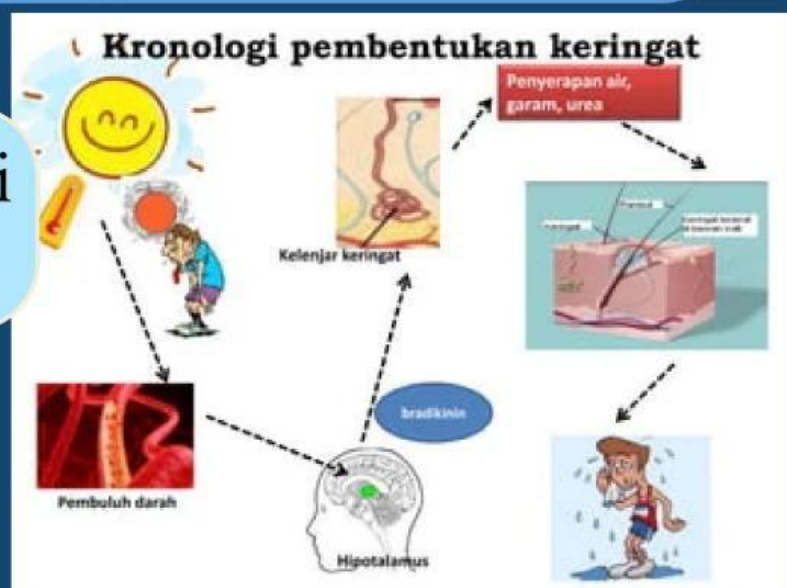 Kronologi pembentukan keringat
i
Penyerapan air,
garam, urea
Kelenjar keringat
bradikinin
Pembuluh darah
Hipotalamus